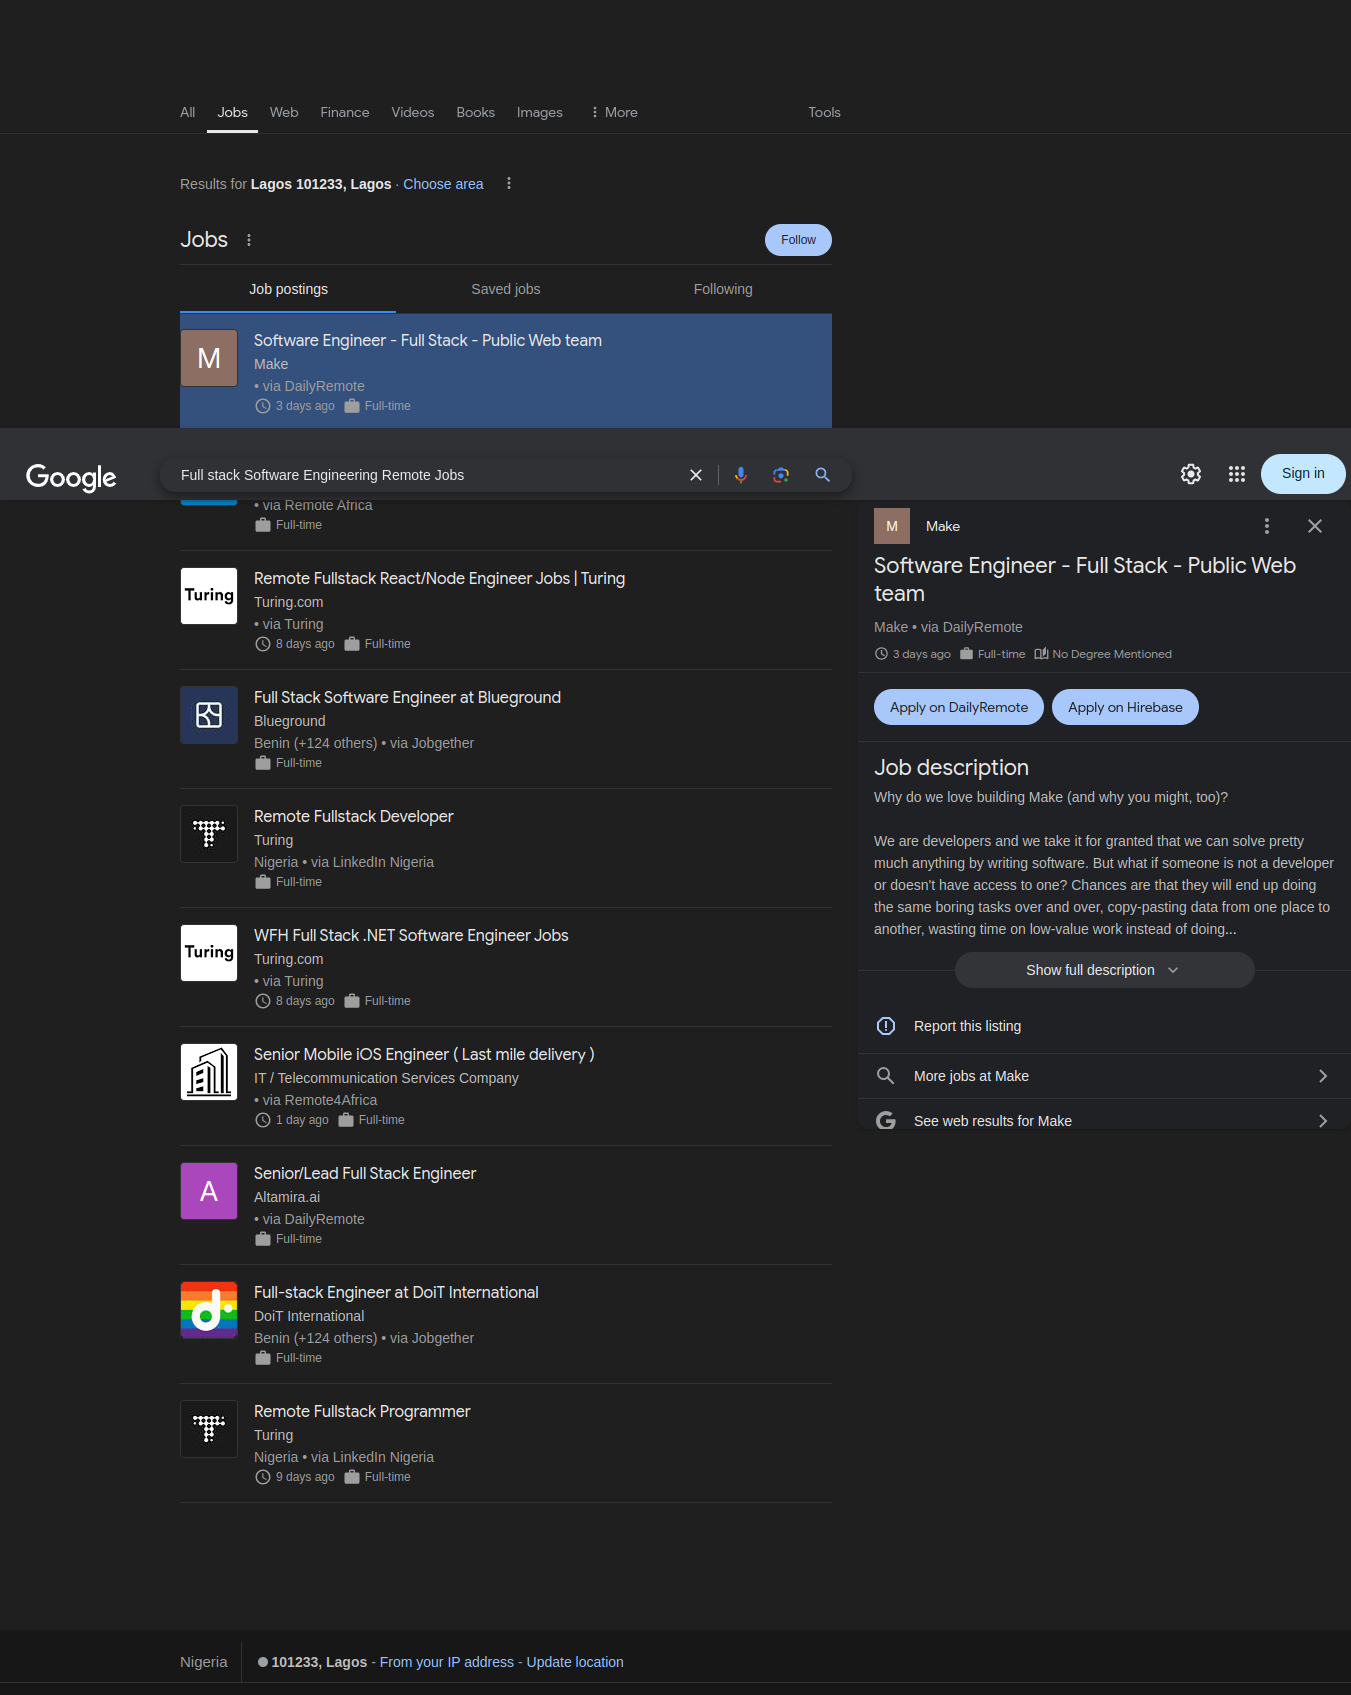 All Jobs Web Finance Videos Books Images More Tools
Results for Lagos 101233, Lagos · Choose area
Jobs
Follow
Job postings Saved jobs Following
M
Software Engineer - Full Stack - Public Web team
Make
• via DailyRemote
3 days ago Full-time
Google
Full stack Software Engineering Remote Jobs
Sign in
• via Remote Africa
Full-time
Turing
Remote Fullstack React/Node Engineer Jobs | Turing
Turing.com
• via Turing
8 days ago Full-time
Full Stack Software Engineer at Blueground
Blueground
Benin (+124 others) • via Jobgether
Full-time
Remote Fullstack Developer
Turing
Nigeria • via LinkedIn Nigeria
Full-time
Turing
WFH Full Stack .NET Software Engineer Jobs
Turing.com
• via Turing
8 days ago Full-time
Senior Mobile iOS Engineer ( Last mile delivery )
IT / Telecommunication Services Company
• via Remote4Africa
1 day ago Full-time
A
Senior/Lead Full Stack Engineer
Altamira.ai
• via DailyRemote
Full-time
d
Full-stack Engineer at DoiT International
DoiT International
Benin (+124 others) • via Jobgether
Full-time
Remote Fullstack Programmer
Turing
Nigeria • via LinkedIn Nigeria
9 days ago Full-time
M
Make
Software Engineer - Full Stack - Public Web
team
Make • via DailyRemote
3 days ago Full-time No Degree Mentioned
Apply on DailyRemote Apply on Hirebase
Job description
Why do we love building Make (and why you might, too)?
We are developers and we take it for granted that we can solve pretty
much anything by writing software. But what if someone is not a developer
or doesn't have access to one? Chances are that they will end up doing
the same boring tasks over and over, copy-pasting data from one place to
another, wasting time on low-value work instead of doing...
Show full description
Report this listing
More jobs at Make
G
See web results for Make
Nigeria
101233, Lagos - From your IP address - Update location